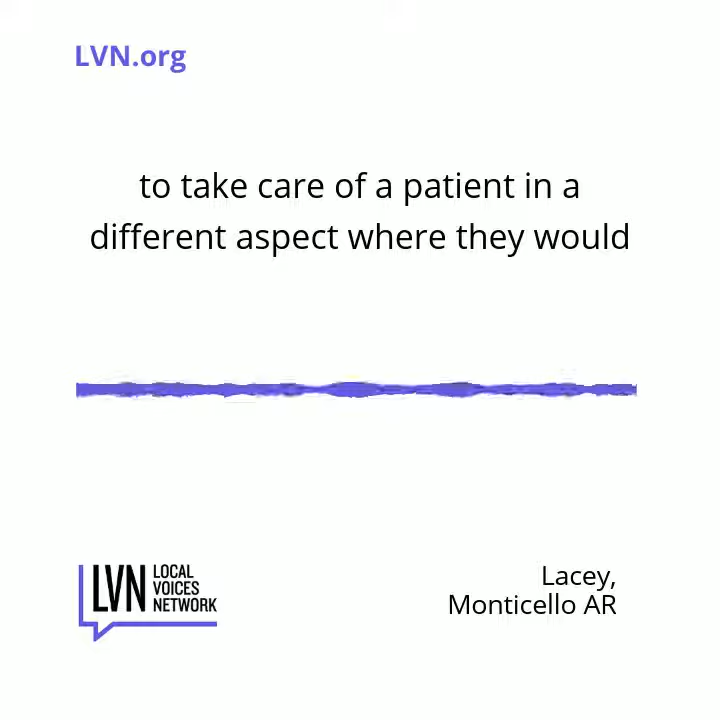 LVN.org
to take care of a patient in a
different aspect where they would
LVN LOCAL
VOICES
NETWORK
Lacey,
Monticello AR